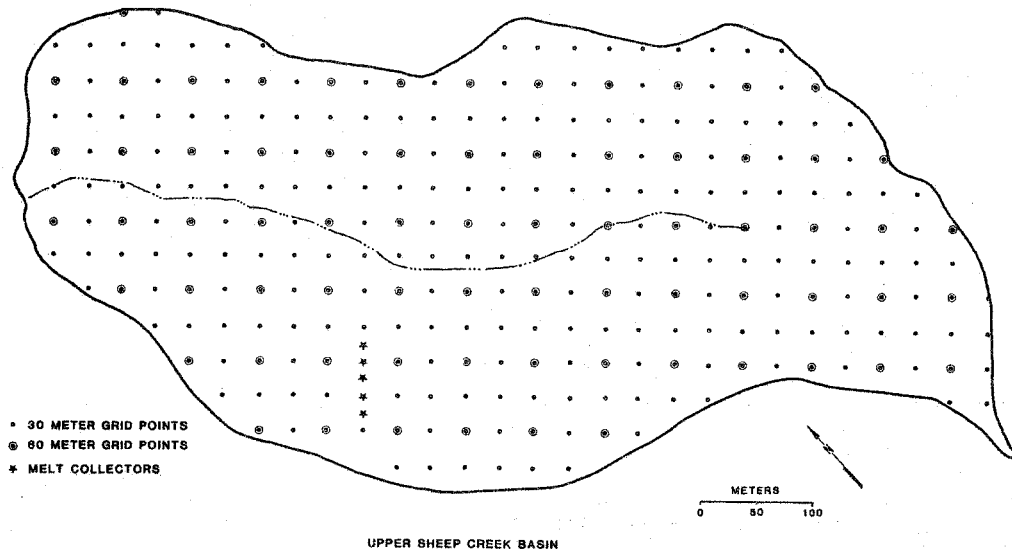 30 METER GRID POINTS
60 METER GRID POINTS
MELT COLLECTORS
METERS
0 50 100
UPPER SHEEP CREEK BASIN